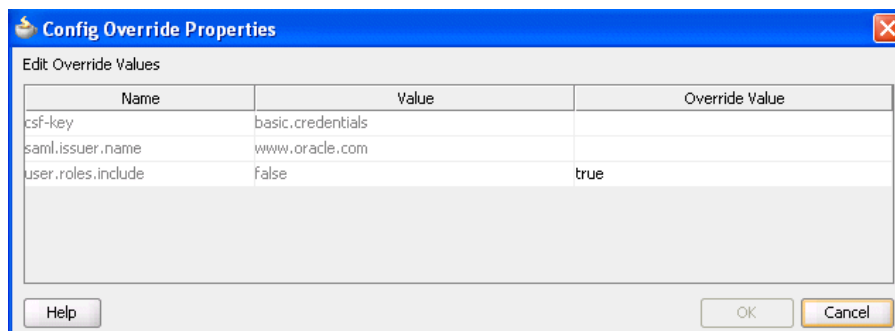 Config Override Properties
Edit Override Values
Name Value Override Value
csf-key basic.credentials
saml.issuer.name www.oracle.com
user.roles.include false true
Help OK Cancel